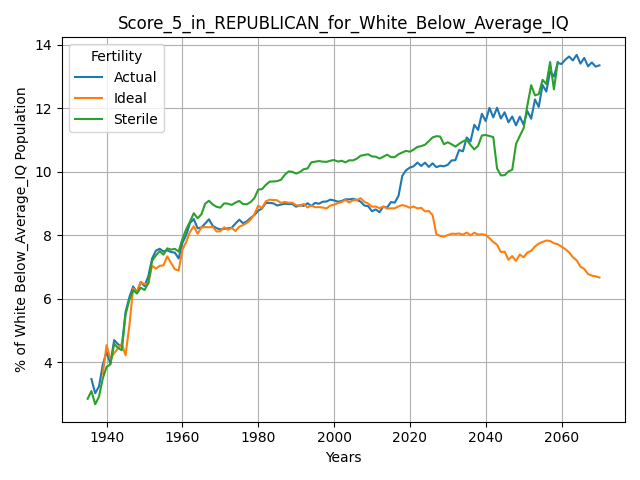 Score_5_in_REPUBLICAN_for_White_Below_Average_IQ
% of White Below_Average_IQ Population
14
12
10
8
6
4
Fertility
Actual
Ideal
Sterile
1940 1960 1980 2000 2020 2040 2060
Years